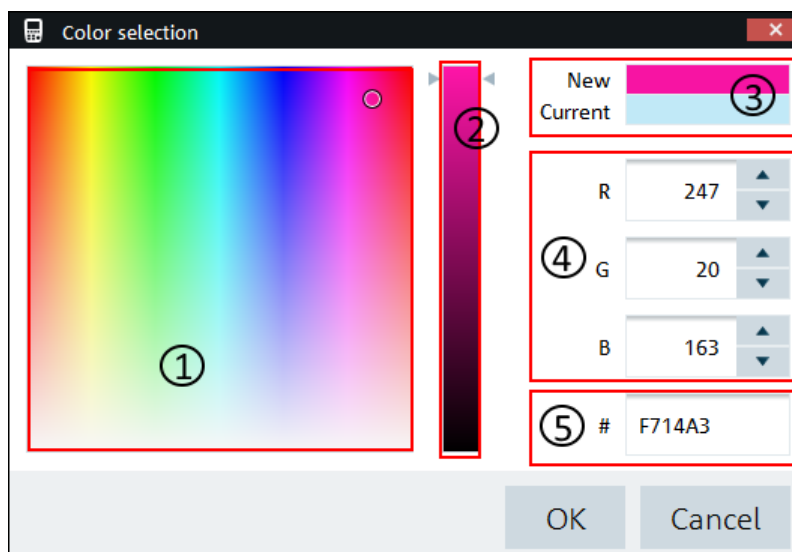 Color selection
New
Current
③
②
R 247
④
G 20
B 163
①
⑤
# F714A3
OK Cancel